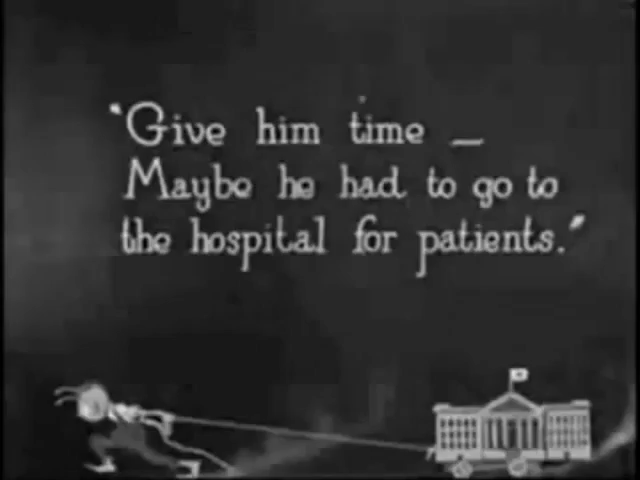 "Give him time —
Maybe he had to go to
the hospital for patients."